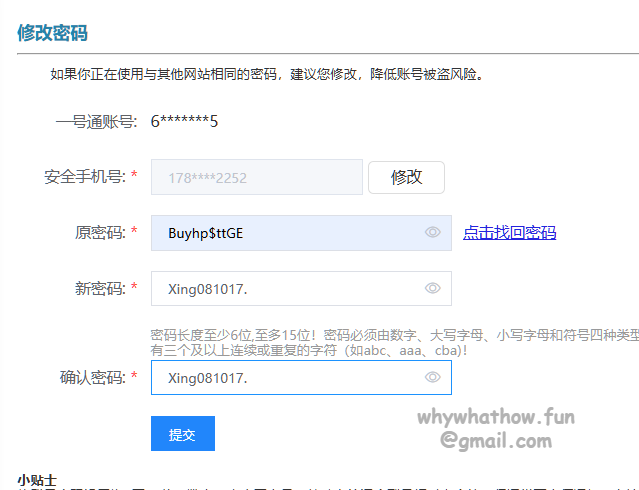 修改密码
如果你正在使用与其他网站相同的密码，建议您修改，降低账号被盗风险。
一号通账号: 6*******5
安全手机号: * 178****2252 修改
原密码: * Buyhp$ttGE 点击找回密码
新密码: * Xing081017.
密码长度至少6位,至多15位！密码必须由数字、大写字母、小写字母和符号四种类型
有三个及以上连续或重复的字符（如abc、aaa、cba)！
确认密码: * Xing081017.
提交
whywhathow.fun
@gmail.com
小贴士